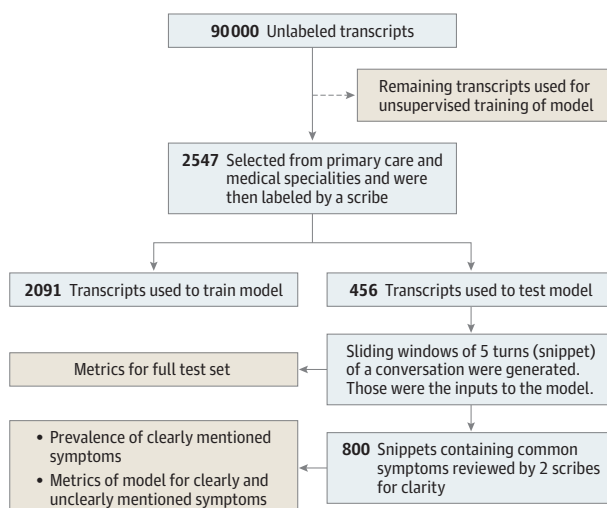 90000 Unlabeled transcripts
Remaining transcripts used for
unsupervised training of model
2547 Selected from primary care and
medical specialities and were
then labeled by a scribe
2091 Transcripts used to train model
456 Transcripts used to test model
Sliding windows of 5 turns (snippet)
of a conversation were generated.
Those were the inputs to the model.
Metrics for full test set
800 Snippets containing common
symptoms reviewed by 2 scribes
for clarity
• Prevalence of clearly mentioned
symptoms
• Metrics of model for clearly and
unclearly mentioned symptoms